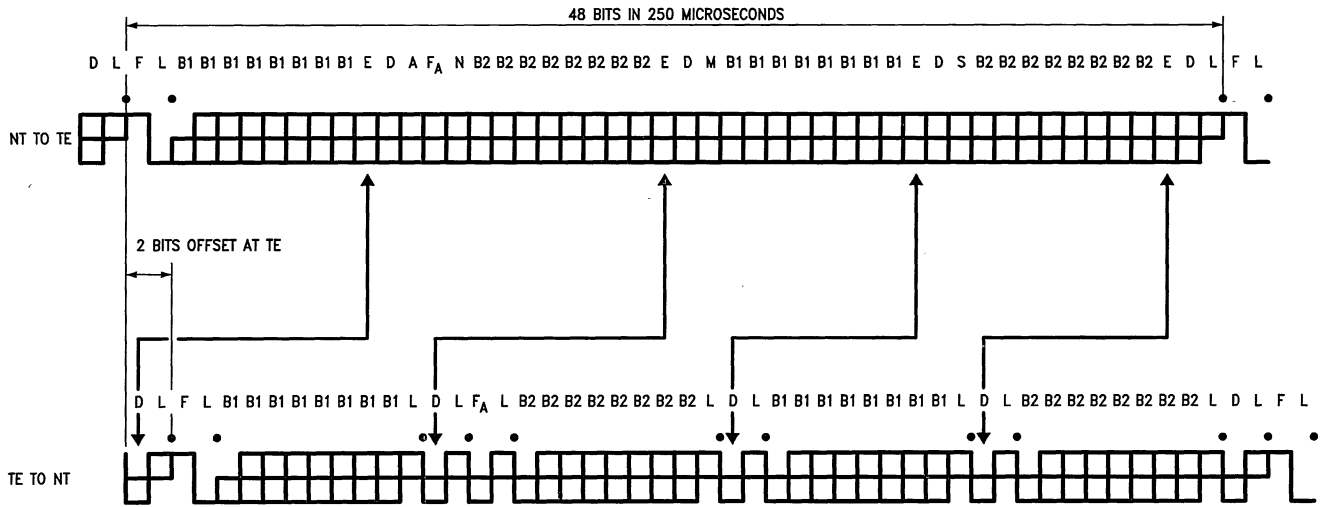 48 BITS IN 250 MICROSECONDS
D L F L B1 B1 B1 B1 B1 B1 B1 B1 E D A FA N B2 B2 B2 B2 B2 B2 B2 B2 E D M B1 B1 B1 B1 B1 B1 B1 B1 E D S B2 B2 B2 B2 B2 B2 B2 B2 E D L F L
NT TO TE
2 BITS OFFSET AT TE
D L F L B1 B1 B1 B1 B1 B1 B1 B1 L D L FA L B2 B2 B2 B2 B2 B2 B2 B2 L D L B1 B1 B1 B1 B1 B1 B1 B1 L D L B2 B2 B2 B2 B2 B2 B2 B2 L D L F L
TE TO NT